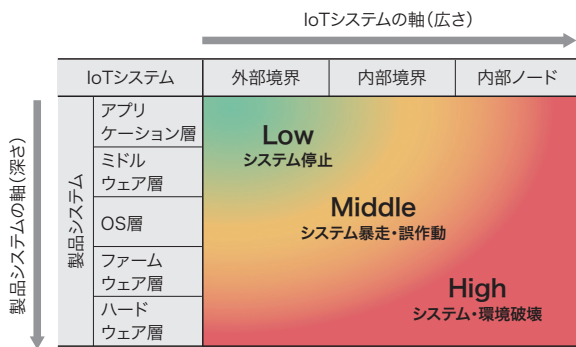 IoTシステムの軸（広さ）
IoTシステム
外部境界
内部境界
内部ノード
製品システムの軸（深さ）
製品システム
アプリ
ケーション層
ミドル
ウェア層
OS層
ファーム
ウェア層
ハード
ウェア層
Low
システム停止
Middle
システム暴走・誤作動
High
システム・環境破壊